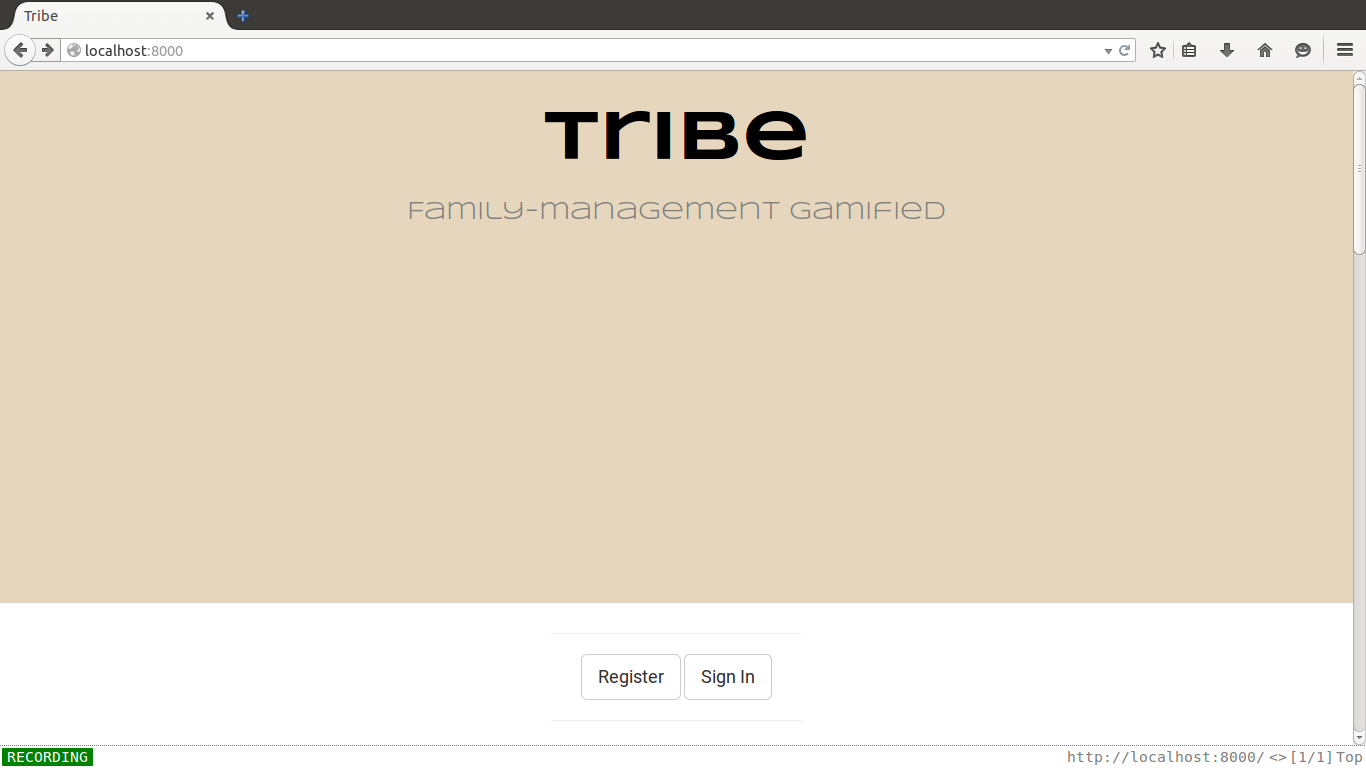 Tribe
localhost:8000
TriBe
Family-management Gamified
Register Sign In
RECORDING http://localhost:8000/ <> [1/1] Top